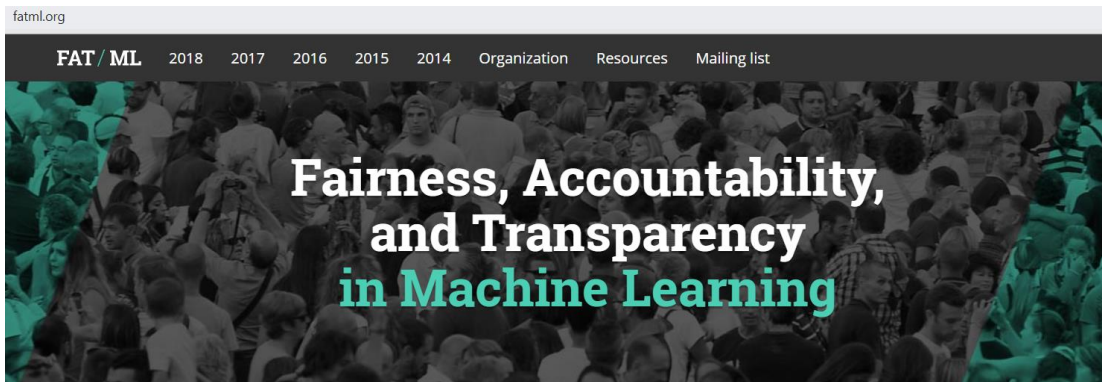 fatml.org
FAT / ML 2018 2017 2016 2015 2014 Organization Resources Mailing list
Fairness, Accountability,
and Transparency
in Machine Learning